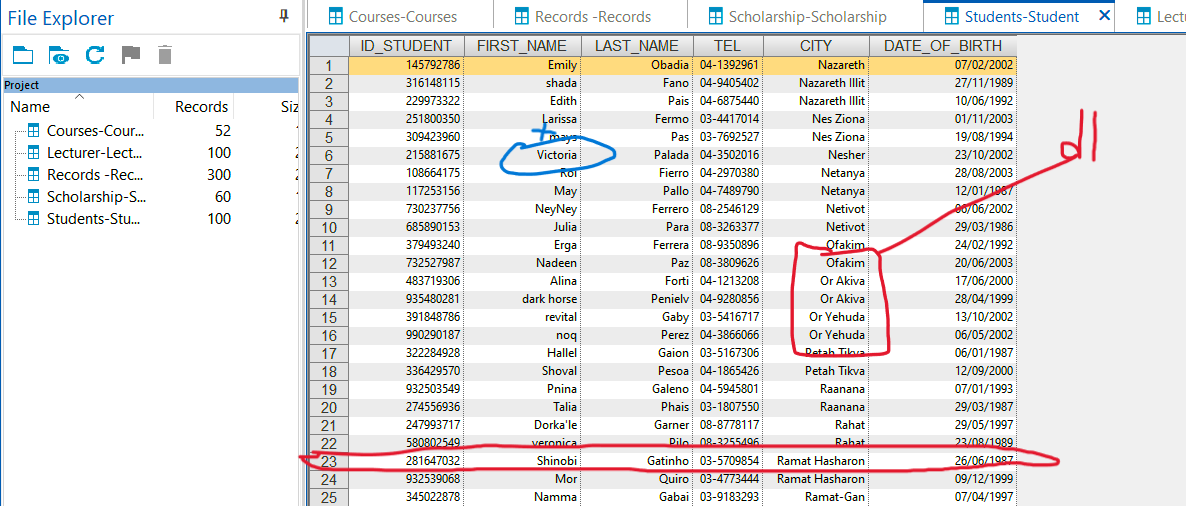 File Explorer
Courses-Courses Records -Records Scholarship-Scholarship Students-Student
Project
Name Records
Courses-Cour... 52
Lecturer-Lect... 100
Records -Rec... 300
Scholarship-S... 60
Students-Stu... 100
ID_STUDENT FIRST_NAME LAST_NAME TEL CITY DATE_OF_BIRTH
1 145792786 Emily Obadia 04-1392961 Nazareth 07/02/2002
2 316148115 shada Fano 04-9405402 Nazareth Illit 27/11/1989
3 229973322 Edith Pais 04-6875440 Nazareth Illit 10/06/1992
4 251800350 Larissa Fermo 03-4417014 Nes Ziona 01/11/2003
5 309423960 mays Pas 03-7692527 Nes Ziona 19/08/1994
6 215881675 Victoria Palada 04-3502016 Nesher 23/10/2002
7 108664175 Roi Fierro 04-2970380 Netanya 28/08/2003
8 117253156 May Pallo 04-7489790 Netanya 12/01/1987
9 730237756 NeyNey Ferrero 08-2546129 Netivot 06/06/2002
10 685890153 Julia Para 08-3263377 Netivot 29/03/1986
11 379493240 Erga Ferrera 08-9350896 Ofakim 24/02/1992
12 732527987 Nadeen Paz 08-3809626 Ofakim 20/06/2003
13 483719306 Alina Forti 04-1213208 Or Akiva 17/06/2000
14 935480281 dark horse Penielv 04-9280856 Or Akiva 28/04/1999
15 391848786 revital Gaby 03-5416717 Or Yehuda 13/10/2002
16 990290187 noq Perez 04-3866066 Or Yehuda 06/05/2002
17 322284928 Hallel Gaion 03-5167306 Petah Tikva 06/01/1987
18 336429570 Shoval Pesoa 04-1865426 Petah Tikva 12/09/2000
19 932503549 Pnina Galeno 04-5945801 Raanana 07/01/1993
20 274556936 Talia Phais 03-1807550 Raanana 29/03/1987
21 247993717 Dorka'le Garner 08-8778117 Rahat 29/05/1997
22 580802549 veronica Pilo 08-3255496 Rahat 23/08/1989
23 281647032 Shinobi Gatinho 03-5709854 Ramat Hasharon 26/06/1987
24 932539068 Mor Quiro 03-4773444 Ramat Hasharon 09/12/1999
25 345022878 Namma Gabai 03-9183293 Ramat-Gan 07/04/1997